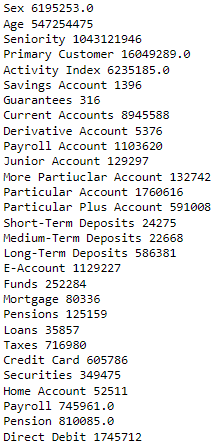 Sex 6195253.0
Age 547254475
Seniority 1043121946
Primary Customer 16049289.0
Activity Index 6235185.0
Savings Account 1396
Guarantees 316
Current Accounts 8945588
Derivative Account 5376
Payroll Account 1103620
Junior Account 129297
More Partiuclar Account 132742
Particular Account 1760616
Particular Plus Account 591008
Short-Term Deposits 24275
Medium-Term Deposits 22668
Long-Term Deposits 586381
E-Account 1129227
Funds 252284
Mortgage 80336
Pensions 125159
Loans 35857
Taxes 716980
Credit Card 605786
Securities 349475
Home Account 52511
Payroll 745961.0
Pension 810085.0
Direct Debit 1745712